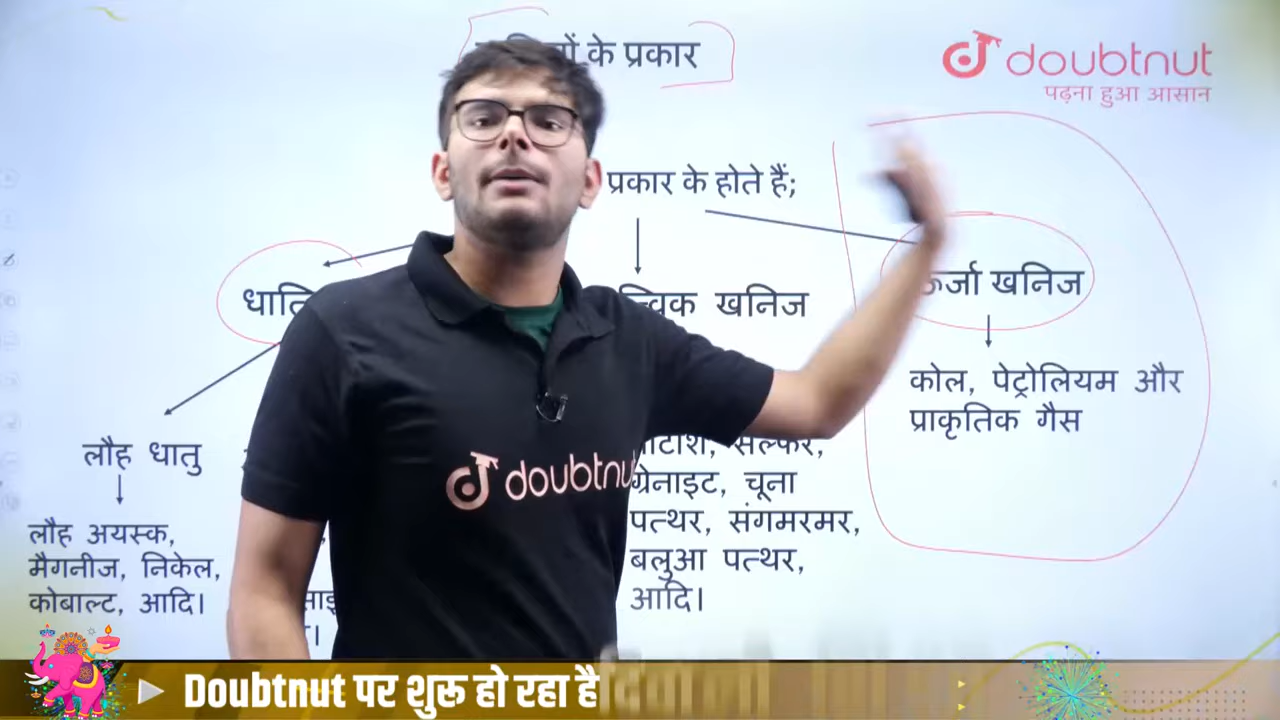 के प्रकार
doubtnut
पढ़ना हुआ आसान
प्रकार के होते हैं;
खनिज
ऊर्जा खनिज
कोल, पेट्रोलियम और
प्राकृतिक गैस
लौह धातु
लौह अयस्क,
मैगनीज, निकेल,
कोबाल्ट, आदि।
सल्फर,
ग्रेनाइट, चूना
पत्थर, संगमरमर,
बलुआ पत्थर,
आदि।
doubtnut
Doubtnut पर शुरू हो रहा है